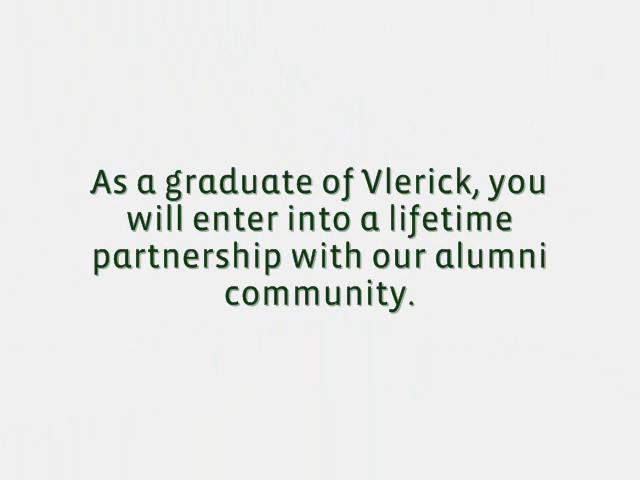 As a graduate of Vlerick, you
will enter into a lifetime
partnership with our alumni
community.